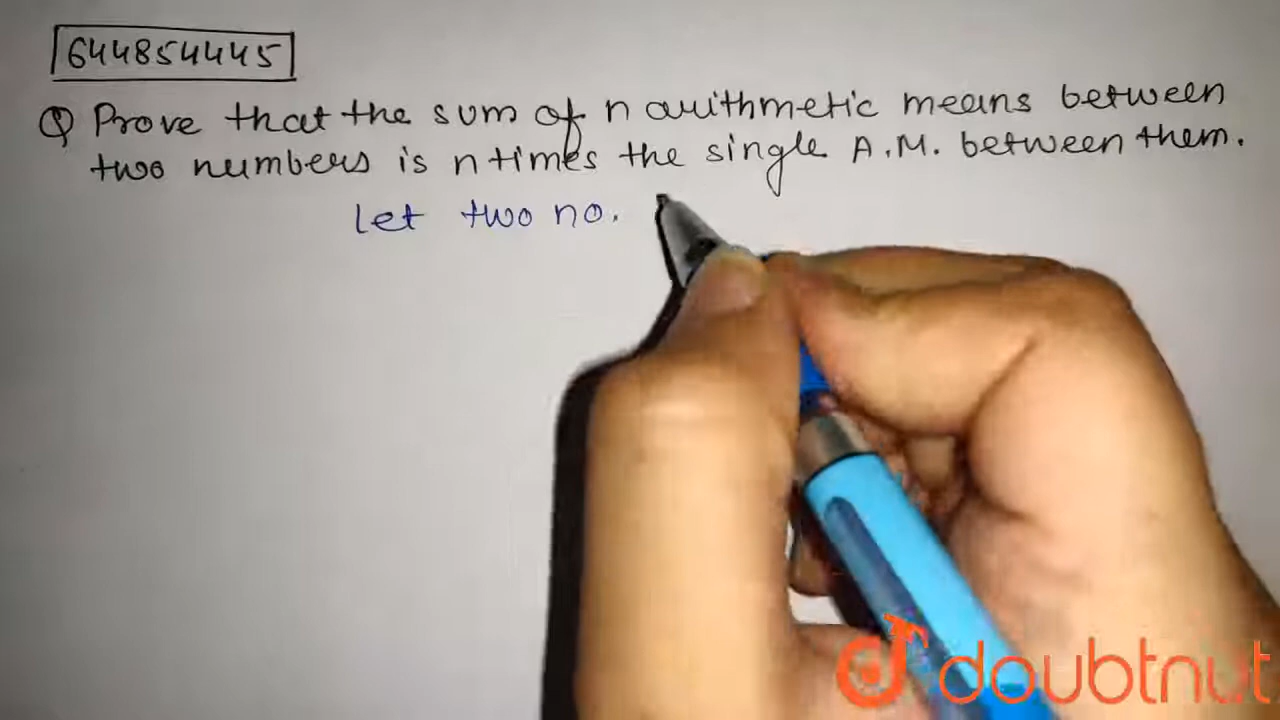 644854445
Q Prove that the sum of n arithmetic means between
two numbers is n times the single A.M. between them.
let two no.
doubtnut